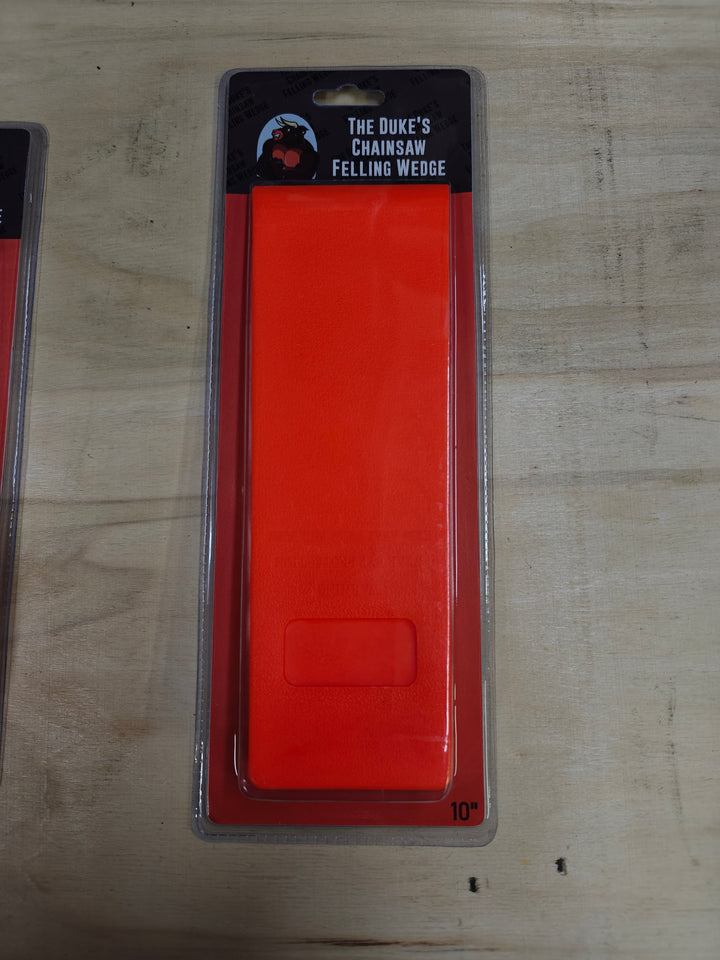 THE DUKE'S
CHAINSAW
FELLING WEDGE
10"